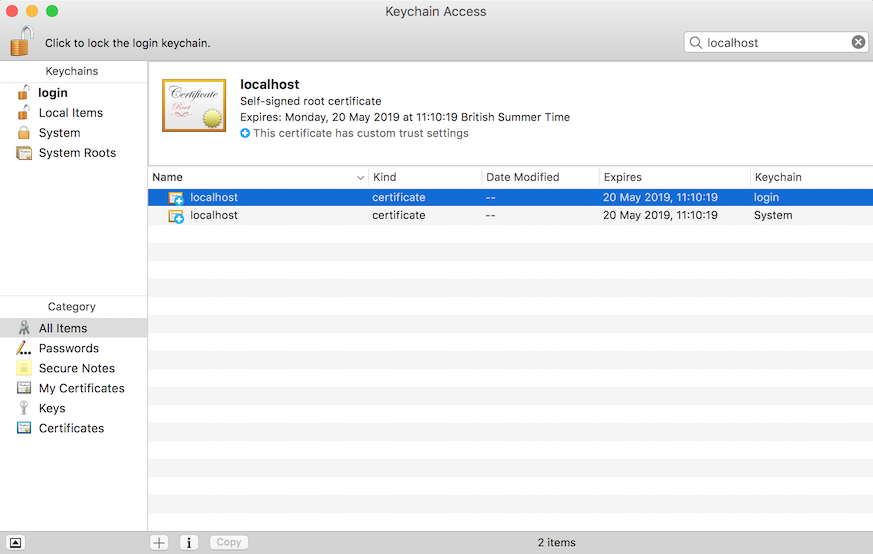 Keychain Access
Click to lock the login keychain.
localhost
Keychains
login
Local Items
System
System Roots
Certificate
Root
localhost
Self-signed root certificate
Expires: Monday, 20 May 2019 at 11:10:19 British Summer Time
This certificate has custom trust settings
Name Kind Date Modified Expires Keychain
localhost certificate -- 20 May 2019, 11:10:19 login
localhost certificate -- 20 May 2019, 11:10:19 System
Category
All Items
Passwords
Secure Notes
My Certificates
Keys
Certificates
Copy
2 items